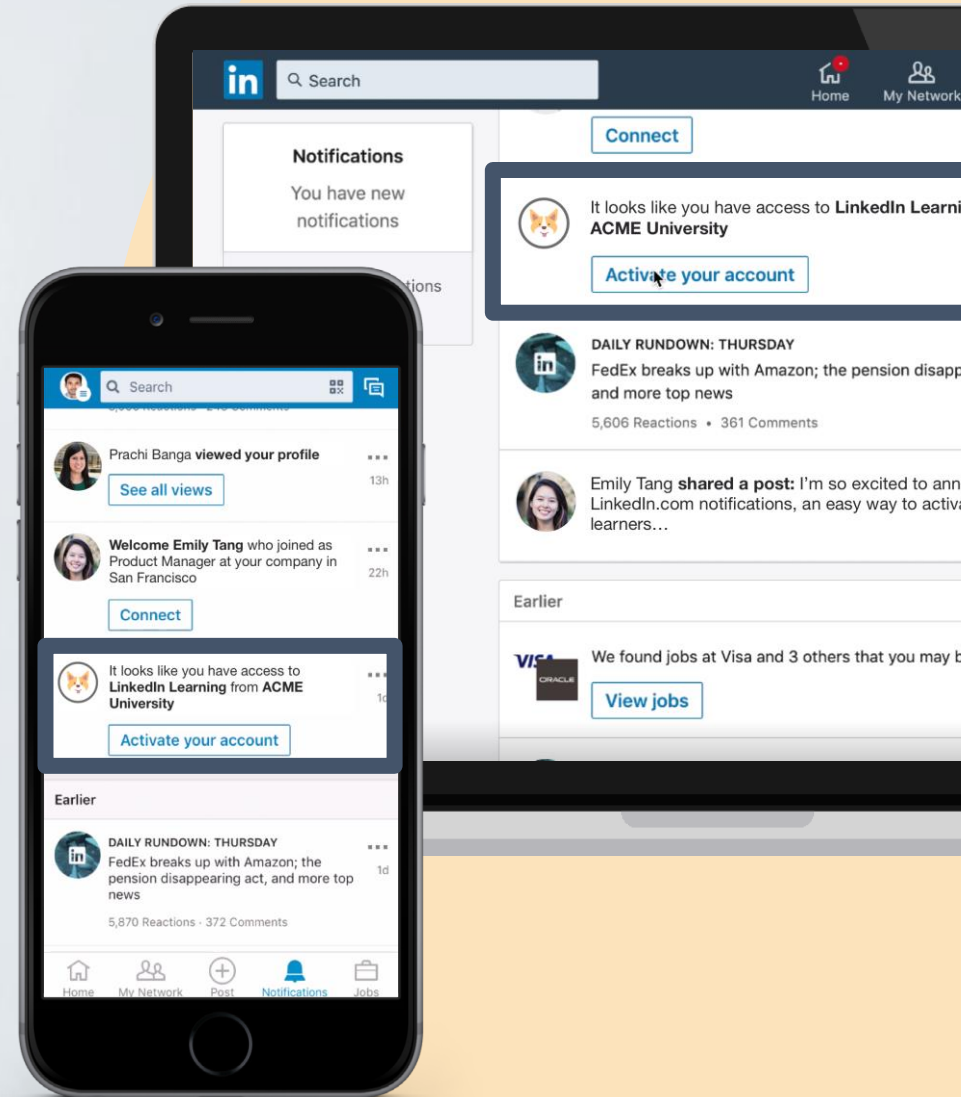 in
Search
Home
My Network
Connect
Notifications
You have new
notifications
It looks like you have access to LinkedIn Learni
ACME University
Activate your account
DAILY RUNDOWN: THURSDAY
FedEx breaks up with Amazon; the pension disapp
and more top news
5,606 Reactions • 361 Comments
Emily Tang shared a post: I'm so excited to ann
LinkedIn.com notifications, an easy way to activa
learners…
Earlier
VISA
ORACLE
We found jobs at Visa and 3 others that you may b
View jobs
Search
Prachi Banga viewed your profile
13h
See all views
Welcome Emily Tang who joined as
Product Manager at your company in
San Francisco
22h
Connect
It looks like you have access to
LinkedIn Learning from ACME
University
1d
Activate your account
Earlier
in
DAILY RUNDOWN: THURSDAY
FedEx breaks up with Amazon; the
pension disappearing act, and more top
news
1d
5,870 Reactions · 372 Comments
Home
My Network
Post
Notifications
Jobs